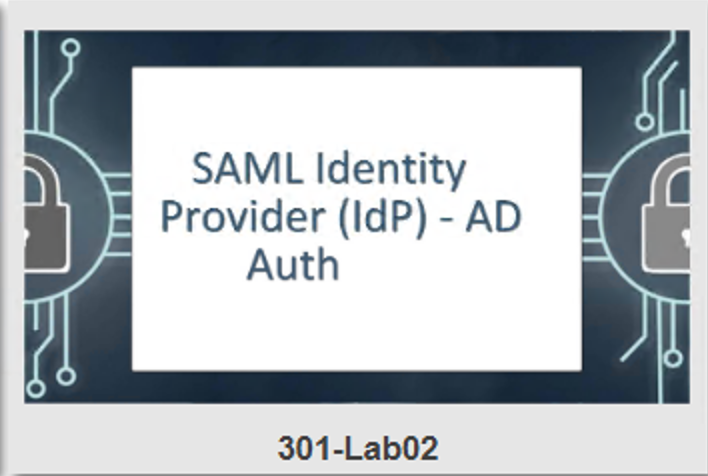 SAML Identity
Provider (IdP) - AD
Auth
301-Lab02